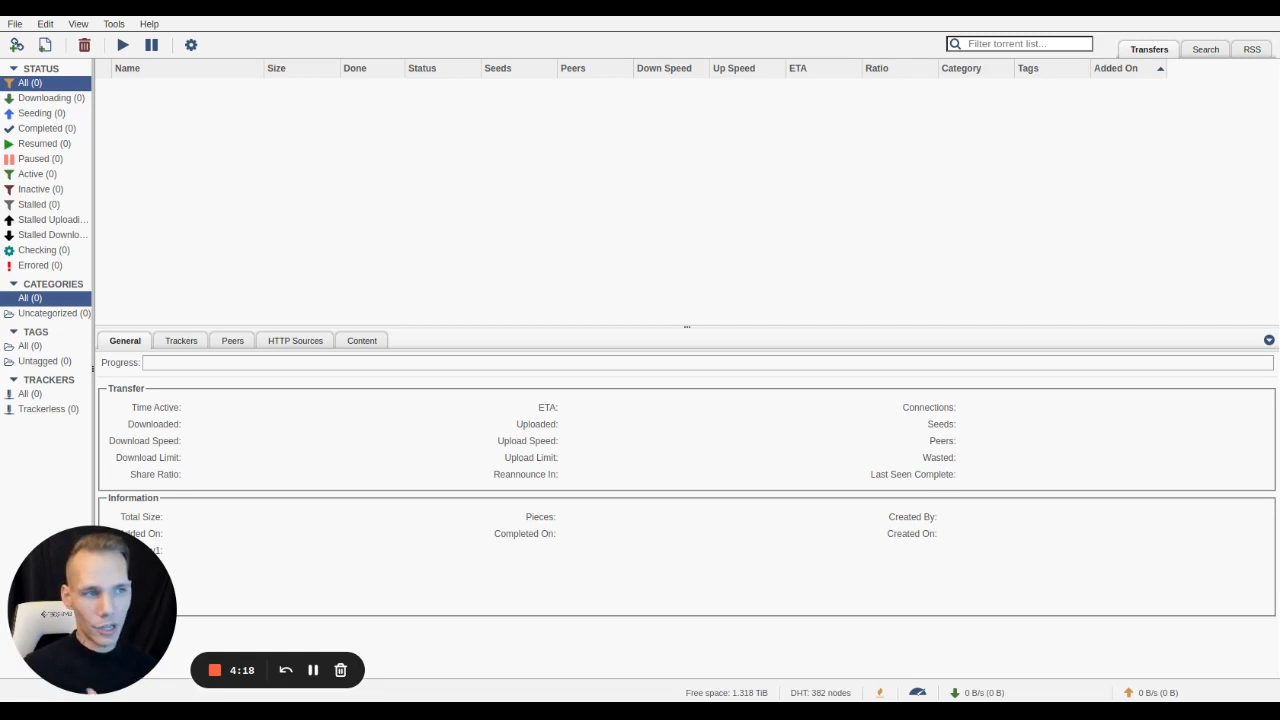 File Edit View Tools Help
Filter torrent list...
Transfers Search RSS
STATUS
All (0)
Downloading (0)
Seeding (0)
Completed (0)
Resumed (0)
Paused (0)
Active (0)
Inactive (0)
Stalled (0)
Stalled Uploadi...
Stalled Downlo...
Checking (0)
Errored (0)
CATEGORIES
All (0)
Uncategorized (0)
TAGS
All (0)
Untagged (0)
TRACKERS
All (0)
Trackerless (0)
Name Size Done Status Seeds Peers Down Speed Up Speed ETA Ratio Category Tags Added On
General Trackers Peers HTTP Sources Content
Progress:
Transfer
Time Active: ETA: Connections:
Downloaded: Uploaded: Seeds:
Download Speed: Upload Speed: Peers:
Download Limit: Upload Limit: Wasted:
Share Ratio: Reannounce In: Last Seen Complete:
Information
Total Size: Pieces: Created By:
On: Completed On: Created On:
4:18
Free space: 1.318 TiB DHT: 382 nodes 0 B/s (0 B) 0 B/s (0 B)